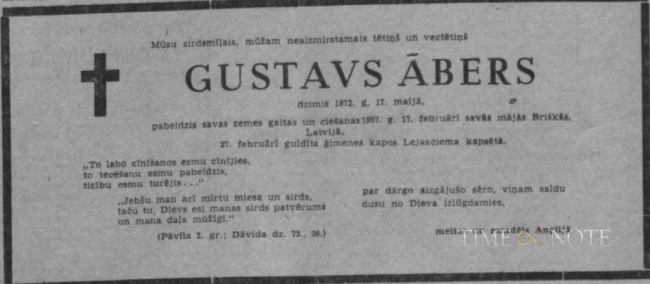 Mūsu sirdsmīļais, mūžam neaizmirstamais tētiņš un vectētiņš
GUSTAVS ĀBERS
dzimis 1872. g. 17. maijā,
pabeidzis savas zemes gaitas un ciešanas 1957. g. 17. februārī savās mājās Briškās,
Latvijā,
27. februārī guldīts ģimenes kapos Lejasciema kapsētā.
„To labo cīnīšanos esmu cīnījies,
to tecēšanu esmu pabeidzis,
ticību esmu turējis . . .“
„Jebšu man arī mirtu miesa un sirds,
taču tu, Dievs esi manas sirds patvērums
un mana daļa mūžīgi.“
(Pāvila 2. gr.; Dāvida dz. 73., 26.)
par dārgo aizgājušo sēro, viņam saldu
dusu no Dieva izlūgdamies,
meita un mazdēls Anglijā
TIME NOTE